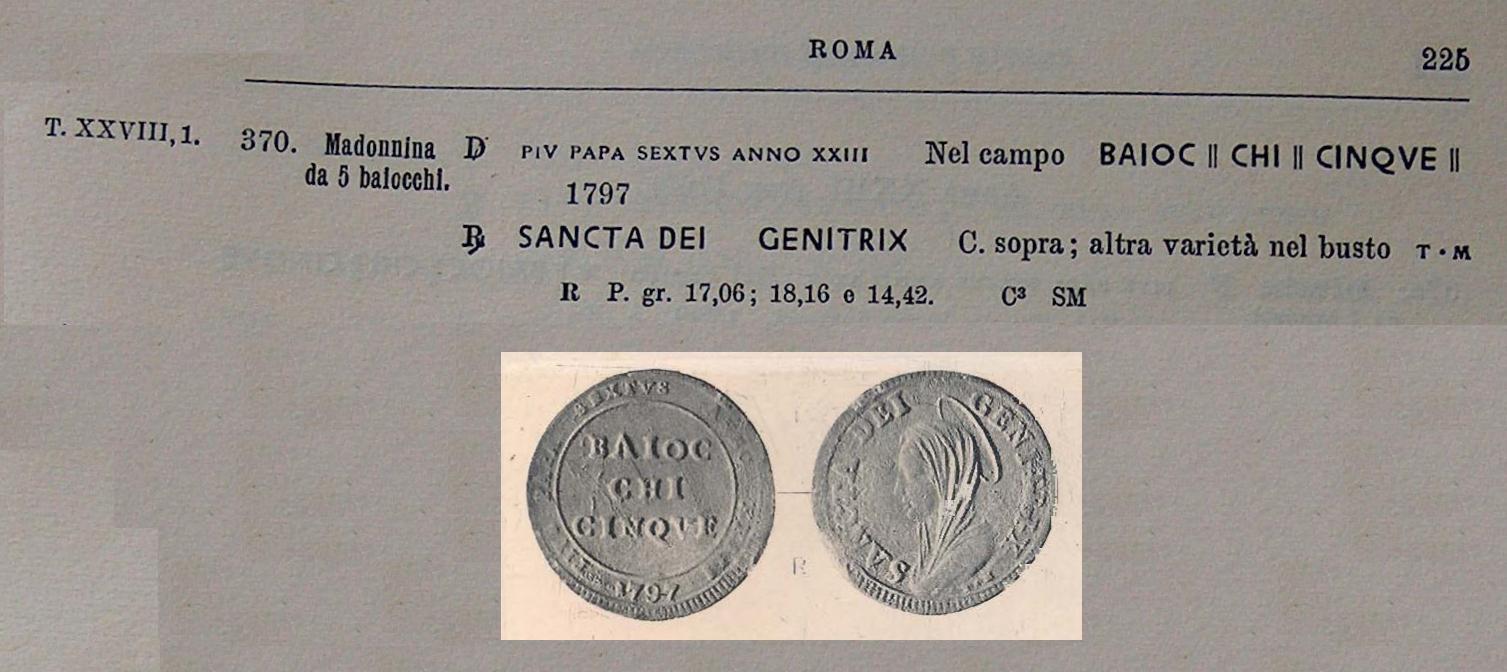 ROMA 225
T. XXVIII, 1. 370. Madonnina D PIV PAPA SEXTVS ANNO XXIII Nel campo BAIOC || CHI || CINQVE ||
da 5 baiocchi. 1797
℞ SANCTA DEI GENITRIX C. sopra; altra varietà nel busto T · M
R P. gr. 17,06; 18,16 e 14,42. C³ SM
SEXTVS
BAIOC
CHI
CINQVE
1797
SANCTA DEI GENITRIX
R